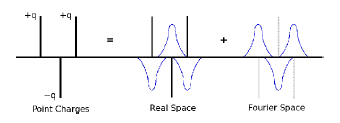 +q +q
= +
−q
Point Charges Real Space Fourier Space